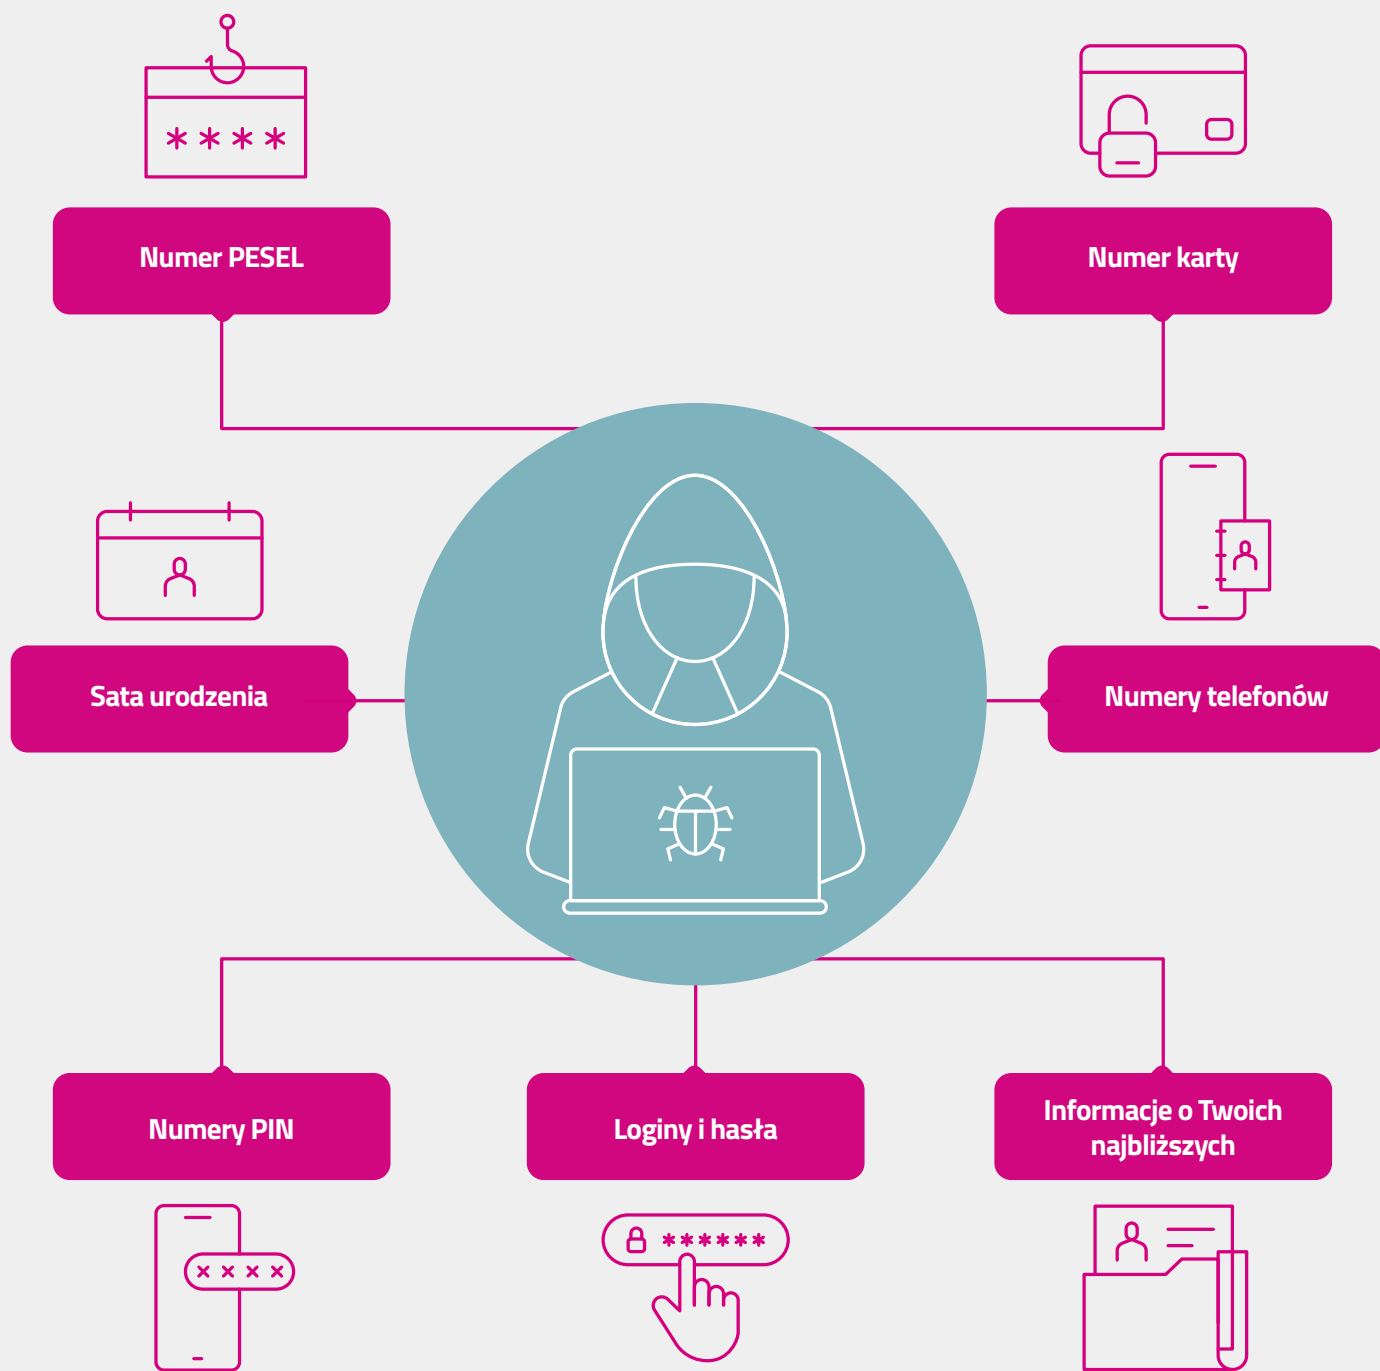 Numer PESEL
Numer karty
Sata urodzenia
Numery telefonów
Numery PIN
Loginy i hasła
Informacje o Twoich
najbliższych